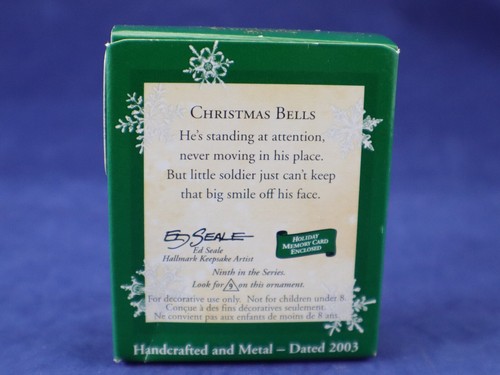 CHRISTMAS BELLS
He's standing at attention,
never moving in his place.
But little soldier just can't keep
that big smile off his face.
ED SEALE
Ed Seale
Hallmark Keepsake Artist
HOLIDAY
MEMORY CARD
ENCLOSED
Ninth in the Series.
Look for 9 on this ornament.
For decorative use only. Not for children under 8.
Conçue à des fins décoratives seulement.
Ne convient pas aux enfants de moins de 8 ans.
Handcrafted and Metal – Dated 2003